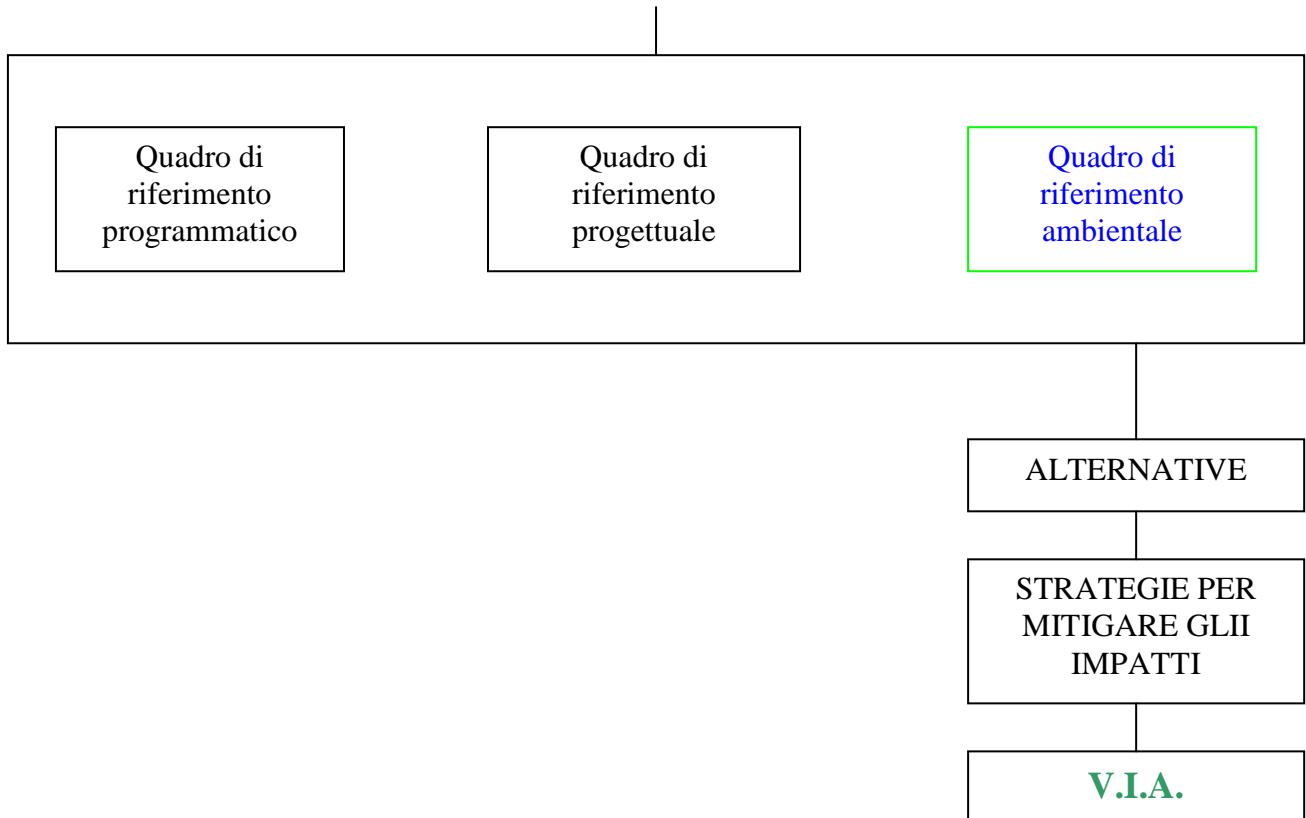 Quadro di
riferimento
programmatico
Quadro di
riferimento
progettuale
Quadro di
riferimento
ambientale
ALTERNATIVE
STRATEGIE PER
MITIGARE GLII
IMPATTI
V.I.A.